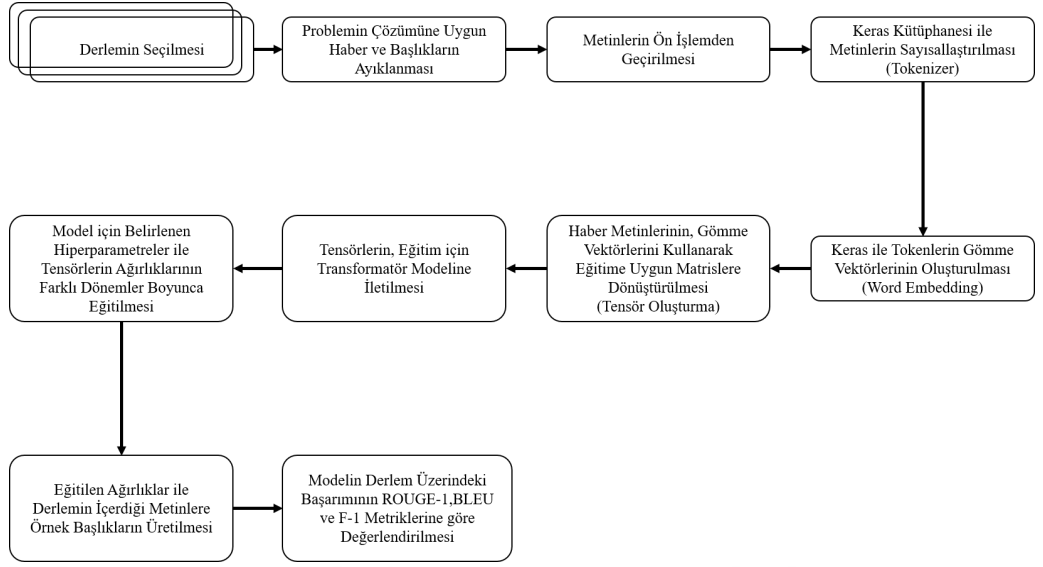 Derlemin Seçilmesi
Problemin Çözümüne Uygun
Haber ve Başlıkların
Ayıklanması
Metinlerin Ön İşlemden
Geçirilmesi
Keras Kütüphanesi ile
Metinlerin Sayısallaştırılması
(Tokenizer)
Keras ile Tokenlerin Gömme
Vektörlerinin Oluşturulması
(Word Embedding)
Haber Metinlerinin, Gömme
Vektörlerini Kullanarak
Eğitime Uygun Matrislere
Dönüştürülmesi
(Tensör Oluşturma)
Tensörlerin, Eğitim için
Transformatör Modeline
İletilmesi
Model için Belirlenen
Hiperparametreler ile
Tensörlerin Ağırlıklarının
Farklı Dönemler Boyunca
Eğitilmesi
Eğitilen Ağırlıklar ile
Derlemin İçerdiği Metinlere
Örnek Başlıkların Üretilmesi
Modelin Derlem Üzerindeki
Başarımının ROUGE-1,BLEU
ve F-1 Metriklerine göre
Değerlendirilmesi